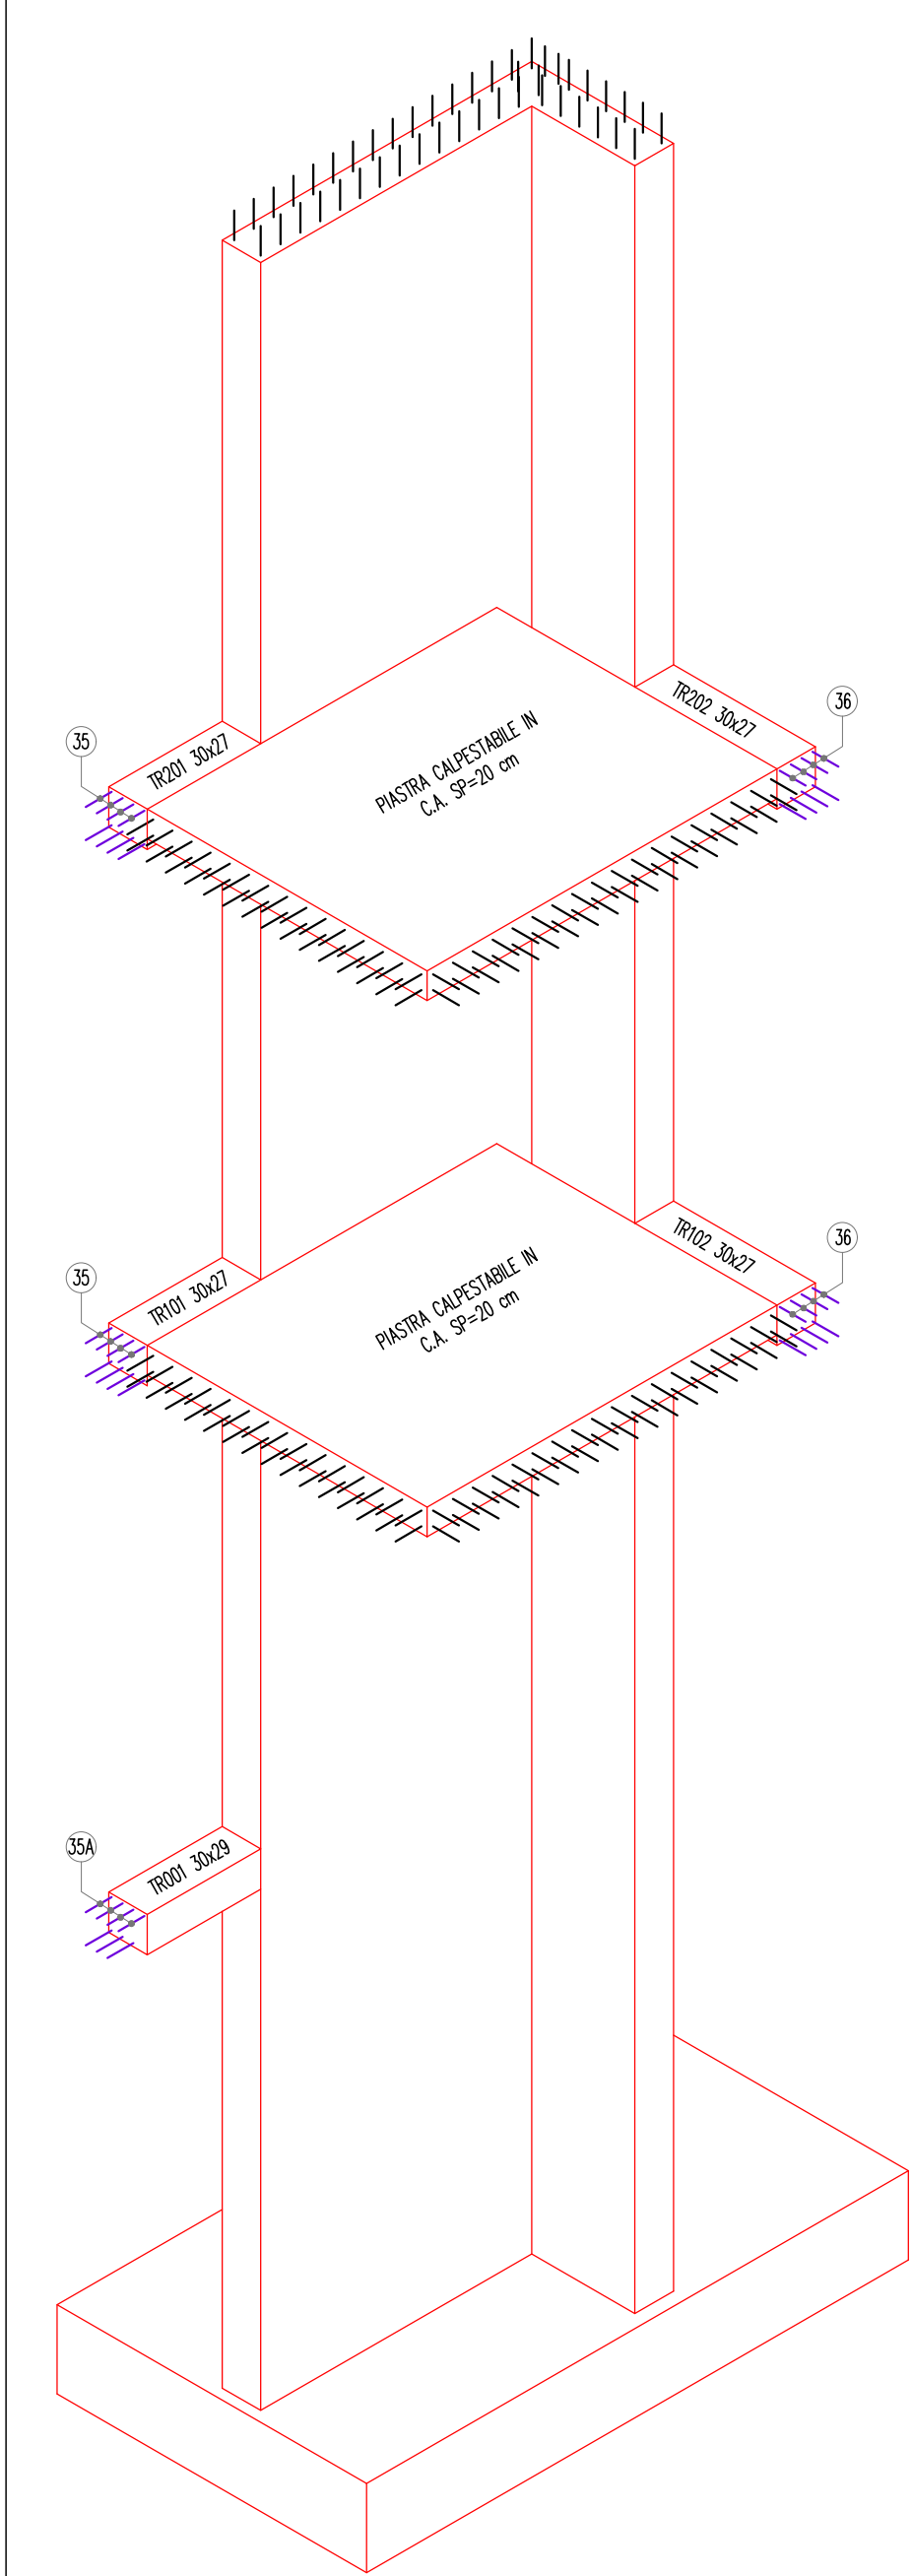 36
TR202 30x27
35
TR201 30x27
PIASTRA CALPESTABILE IN
C.A. SP=20 cm
36
TR102 30x27
35
TR101 30x27
PIASTRA CALPESTABILE IN
C.A. SP=20 cm
35A
TR001 30x29